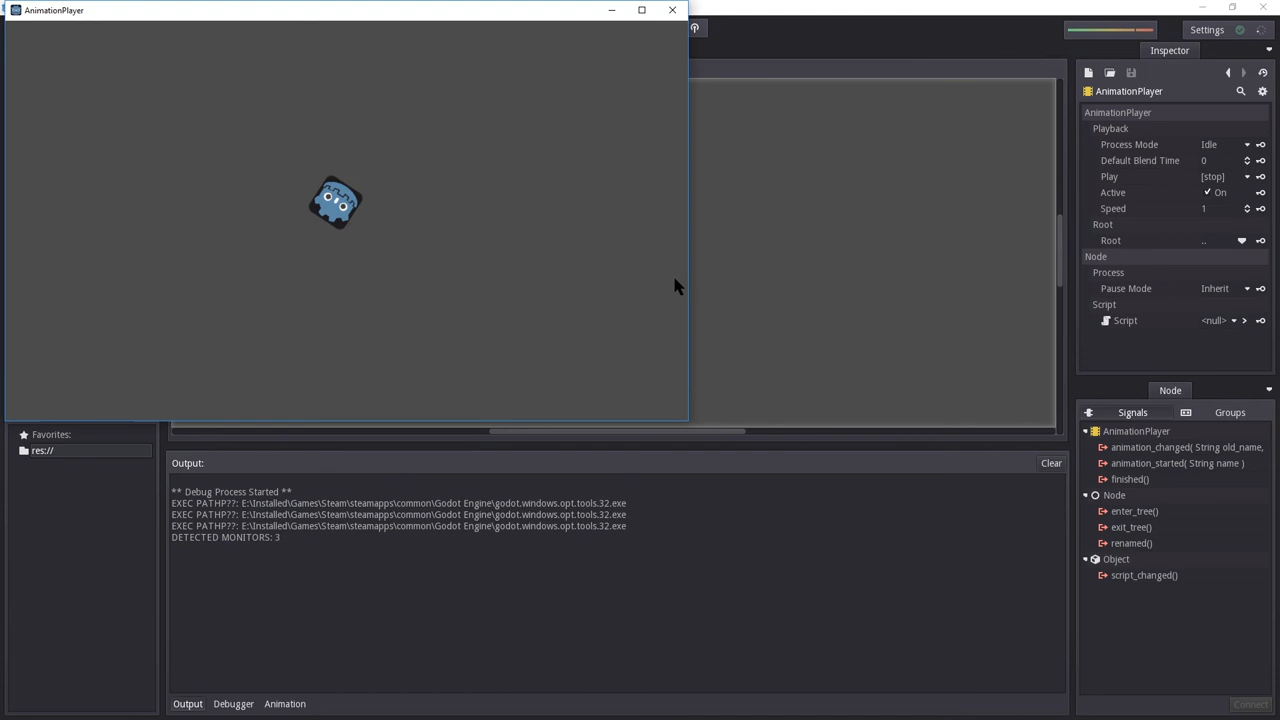 AnimationPlayer
Settings
Inspector
AnimationPlayer
AnimationPlayer
Playback
Process Mode Idle
Default Blend Time 0
Play [stop]
Active On
Speed 1
Root
Root ..
Node
Process
Pause Mode Inherit
Script
Script <null>
Node
Signals Groups
AnimationPlayer
animation_changed( String old_name,
animation_started( String name )
finished()
Node
enter_tree()
exit_tree()
renamed()
Object
script_changed()
Connect
Favorites:
res://
Output: Clear
** Debug Process Started **
EXEC PATHP??: E:\Installed\Games\Steam\steamapps\common\Godot Engine\godot.windows.opt.tools.32.exe
EXEC PATHP??: E:\Installed\Games\Steam\steamapps\common\Godot Engine\godot.windows.opt.tools.32.exe
EXEC PATHP??: E:\Installed\Games\Steam\steamapps\common\Godot Engine\godot.windows.opt.tools.32.exe
DETECTED MONITORS: 3
Output Debugger Animation